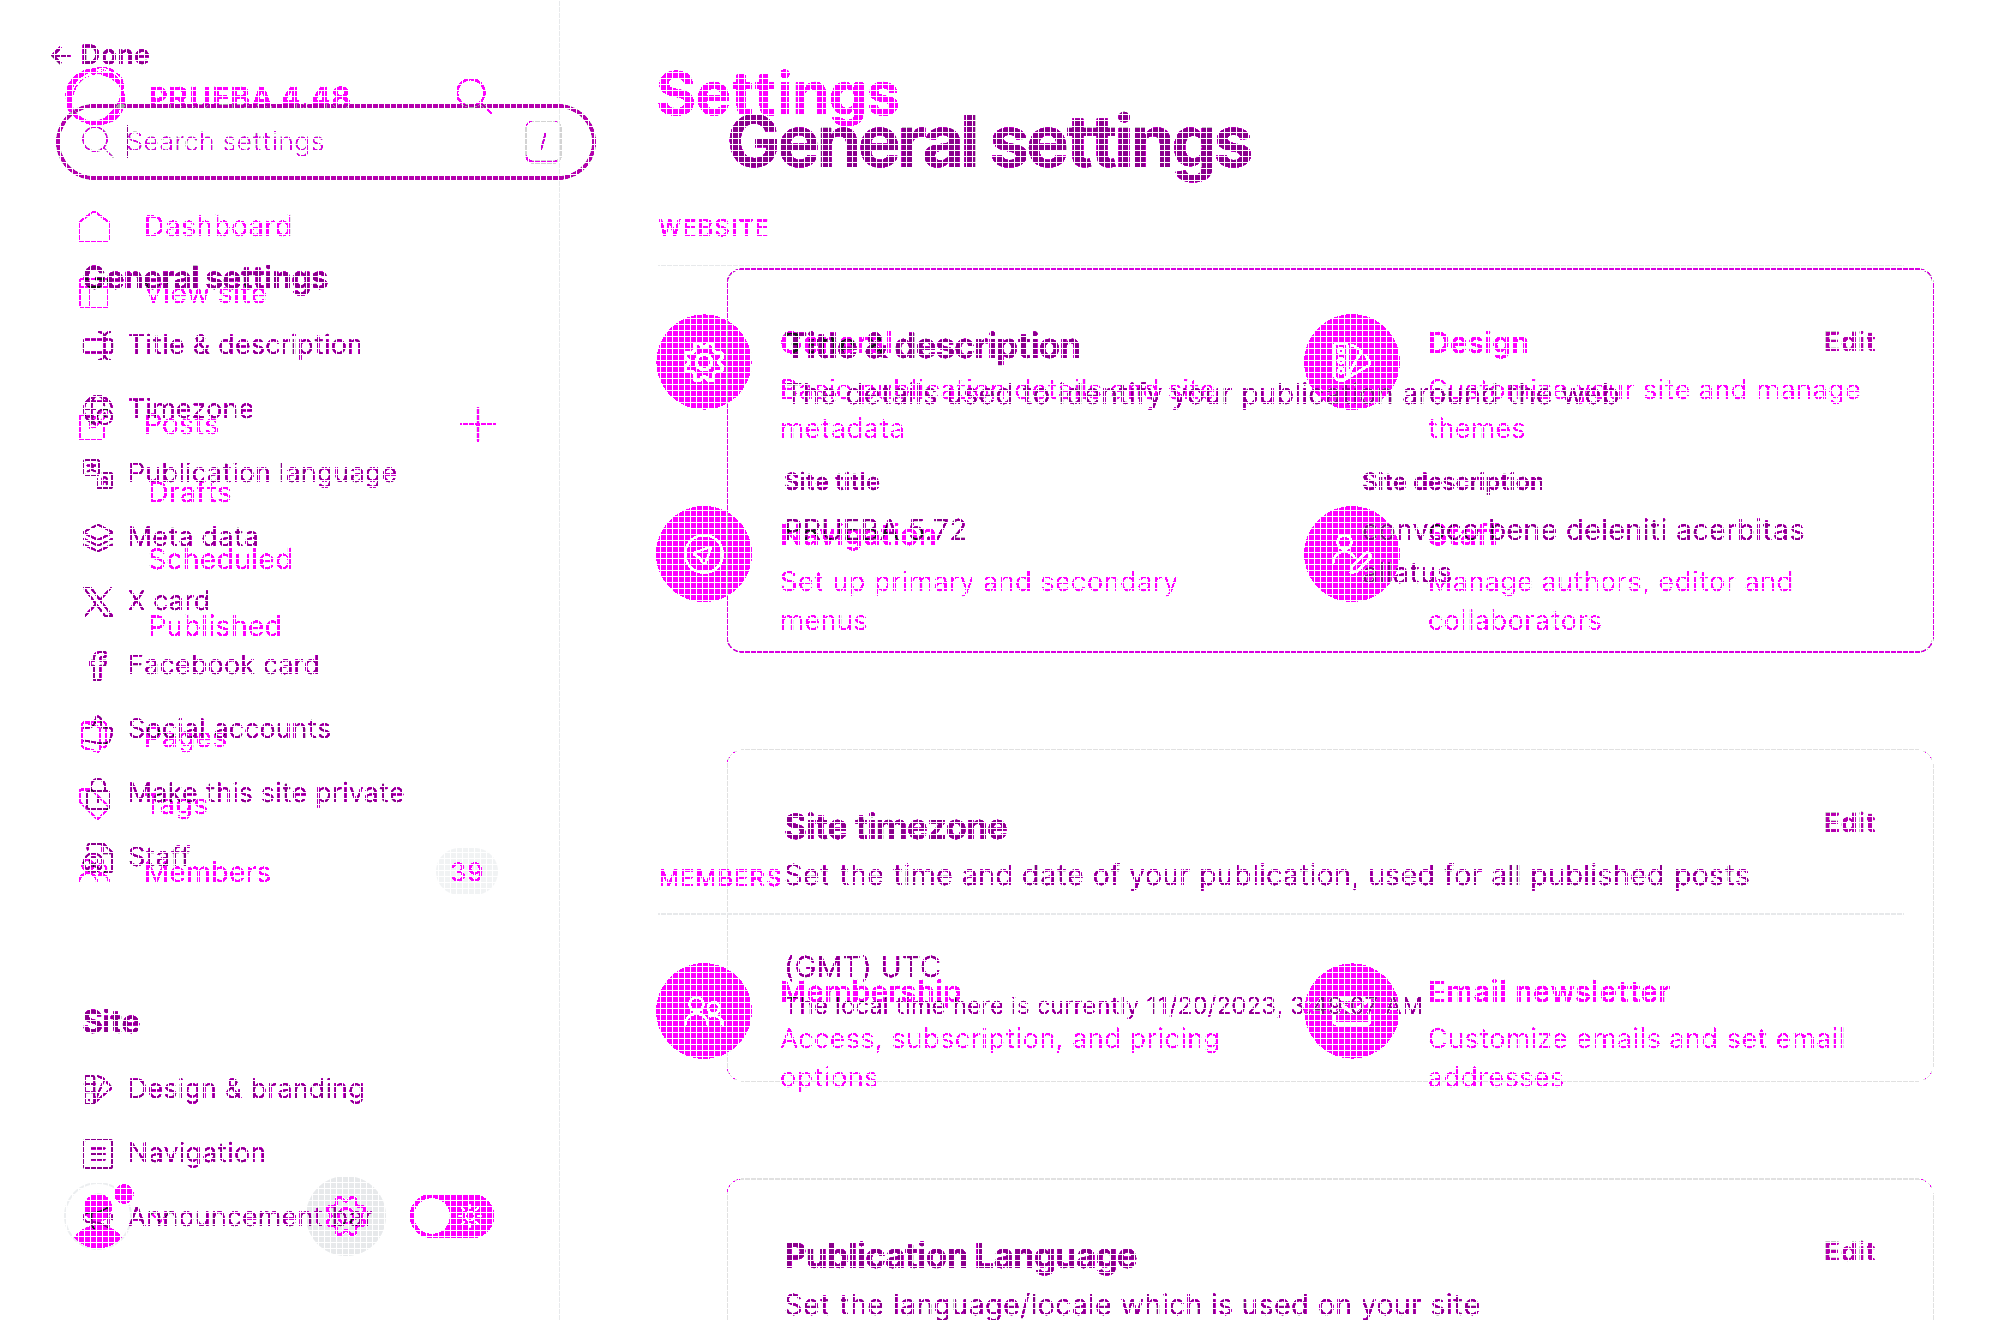 ← Done
PRUEBA 4.48
Search settings
/
Dashboard
General settings
View site
Title & description
Timezone
Posts
Publication language
Drafts
Meta data
Scheduled
X card
Published
Facebook card
Social accounts
Pages
Make this site private
Tags
Staff
Members
39
Site
Design & branding
Navigation
Announcement bar
Settings
General settings
WEBSITE
General
Title & description
Design
Edit
Basic publication details and site
The details used to identify your publication around the web
Customize your site and manage
metadata
themes
Site title
Site description
PRUEBA 5.72
Navigation
convoco bene deleniti acerbitas
Staff
Set up primary and secondary
Manage authors, editor and
menus
collaborators
Site timezone
Edit
MEMBERS
Set the time and date of your publication, used for all published posts
(GMT) UTC
Membership
Email newsletter
The local time here is currently 11/20/2023, AM
Access, subscription, and pricing
Customize emails and set email
options
addresses
Publication Language
Edit
Set the language/locale which is used on your site